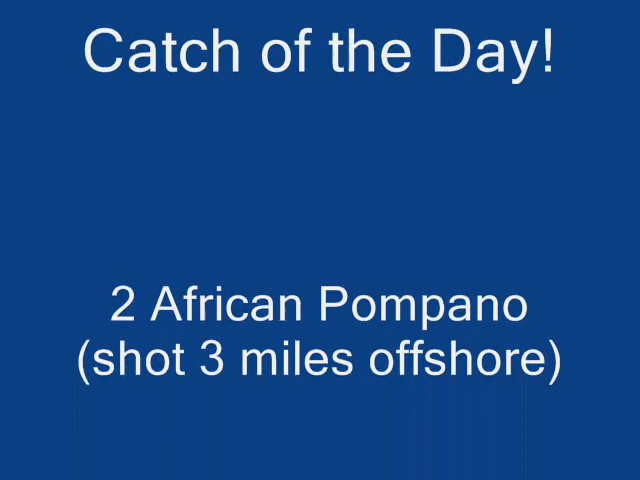 Catch of the Day!
2 African Pompano
(shot 3 miles offshore)